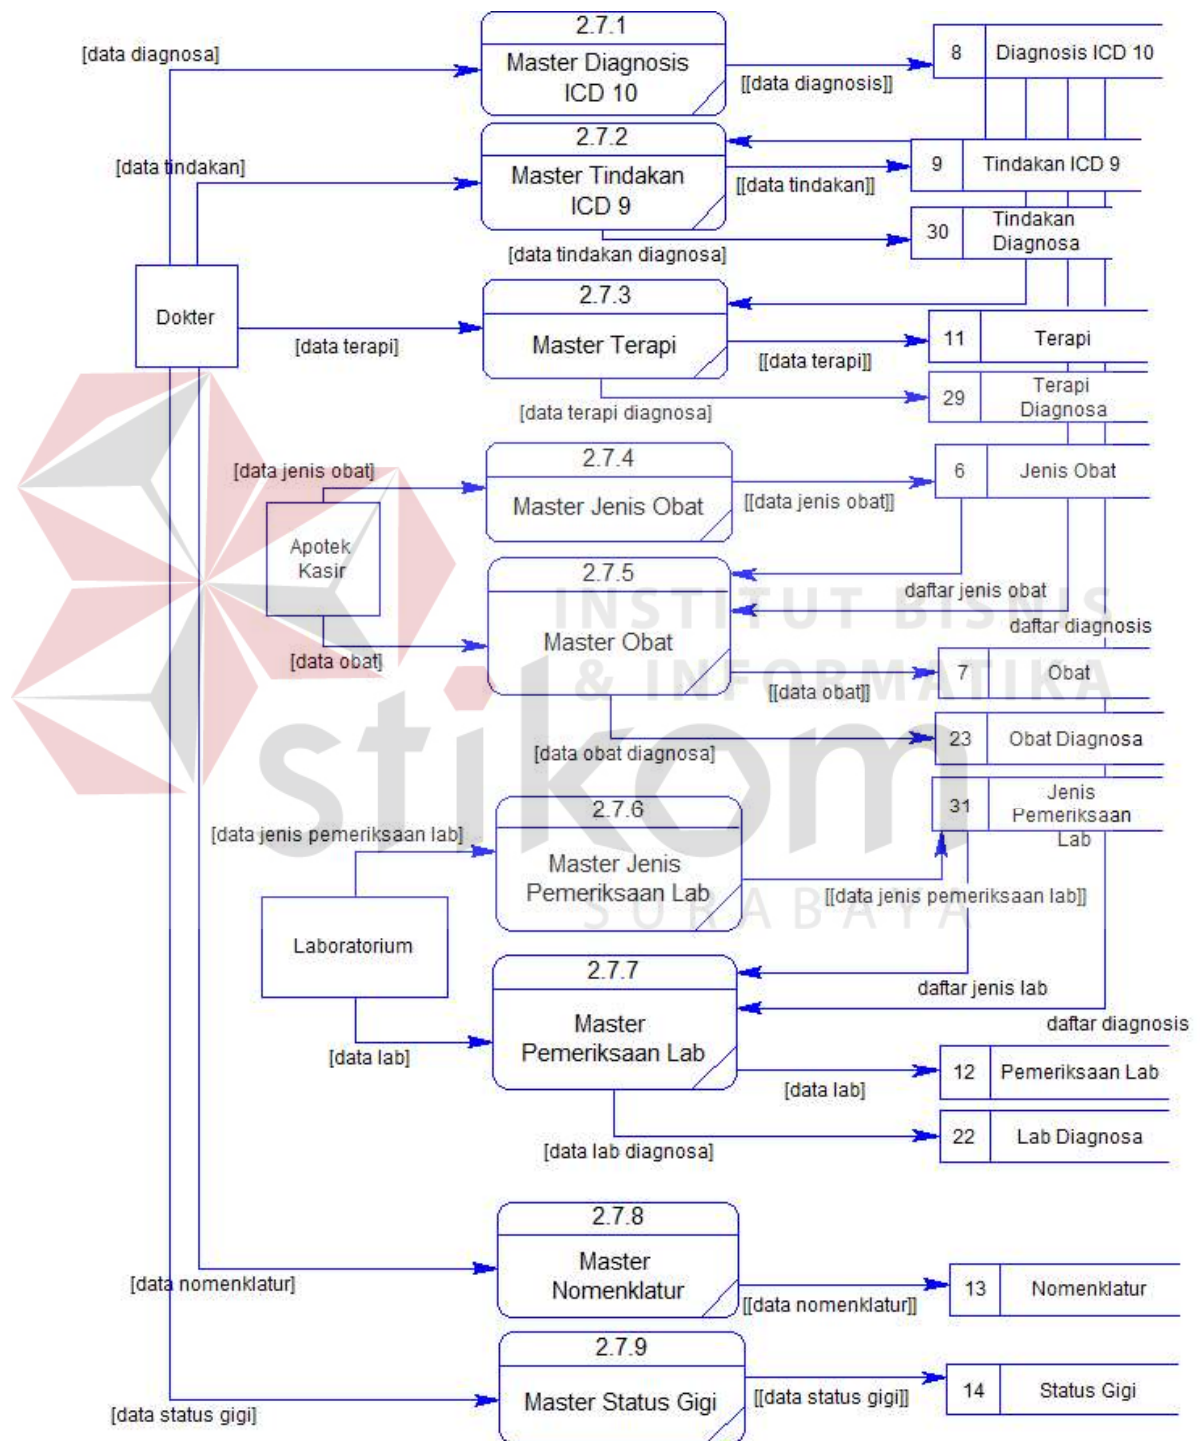 2.7.1
[data diagnosa]
Master Diagnosis
ICD 10
[[data diagnosis]]
8
Diagnosis ICD 10
2.7.2
[data tindakan]
Master Tindakan
ICD 9
[[data tindakan]]
9
Tindakan ICD 9
[data tindakan diagnosa]
30
Tindakan
Diagnosa
Dokter
2.7.3
[data terapi]
Master Terapi
[[data terapi]]
11
Terapi
[data terapi diagnosa]
29
Terapi
Diagnosa
2.7.4
[data jenis obat]
Master Jenis Obat
[[data jenis obat]]
6
Jenis Obat
Apotek
Kasir
2.7.5
daftar jenis obat
INSTITUT BISNIS
daftar diagnosis
Master Obat
[data obat]
& INFORMATIKA
[[data obat]]
7
Obat
stikom
[data obat diagnosa]
23
Obat Diagnosa
2.7.6
31
Jenis
Pemeriksaan
Lab
[data jenis pemeriksaan lab]
Master Jenis
Pemeriksaan Lab
[[data jenis pemeriksaan lab]]
SURABAYA
Laboratorium
2.7.7
daftar jenis lab
Master
Pemeriksaan Lab
daftar diagnosis
[data lab]
[data lab]
12
Pemeriksaan Lab
[data lab diagnosa]
22
Lab Diagnosa
2.7.8
Master
Nomenklatur
[data nomenklatur]
[[data nomenklatur]]
13
Nomenklatur
2.7.9
Master Status Gigi
[data status gigi]
[[data status gigi]]
14
Status Gigi